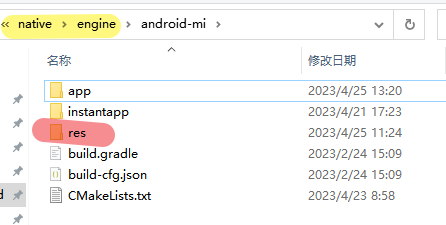 « native › engine › android-mi ›
名称 修改日期
app 2023/4/25 13:20
instantapp 2023/4/21 17:23
res 2023/4/25 11:24
build.gradle 2023/2/24 15:09
build-cfg.json 2023/2/24 15:09
CMakeLists.txt 2023/4/23 8:58